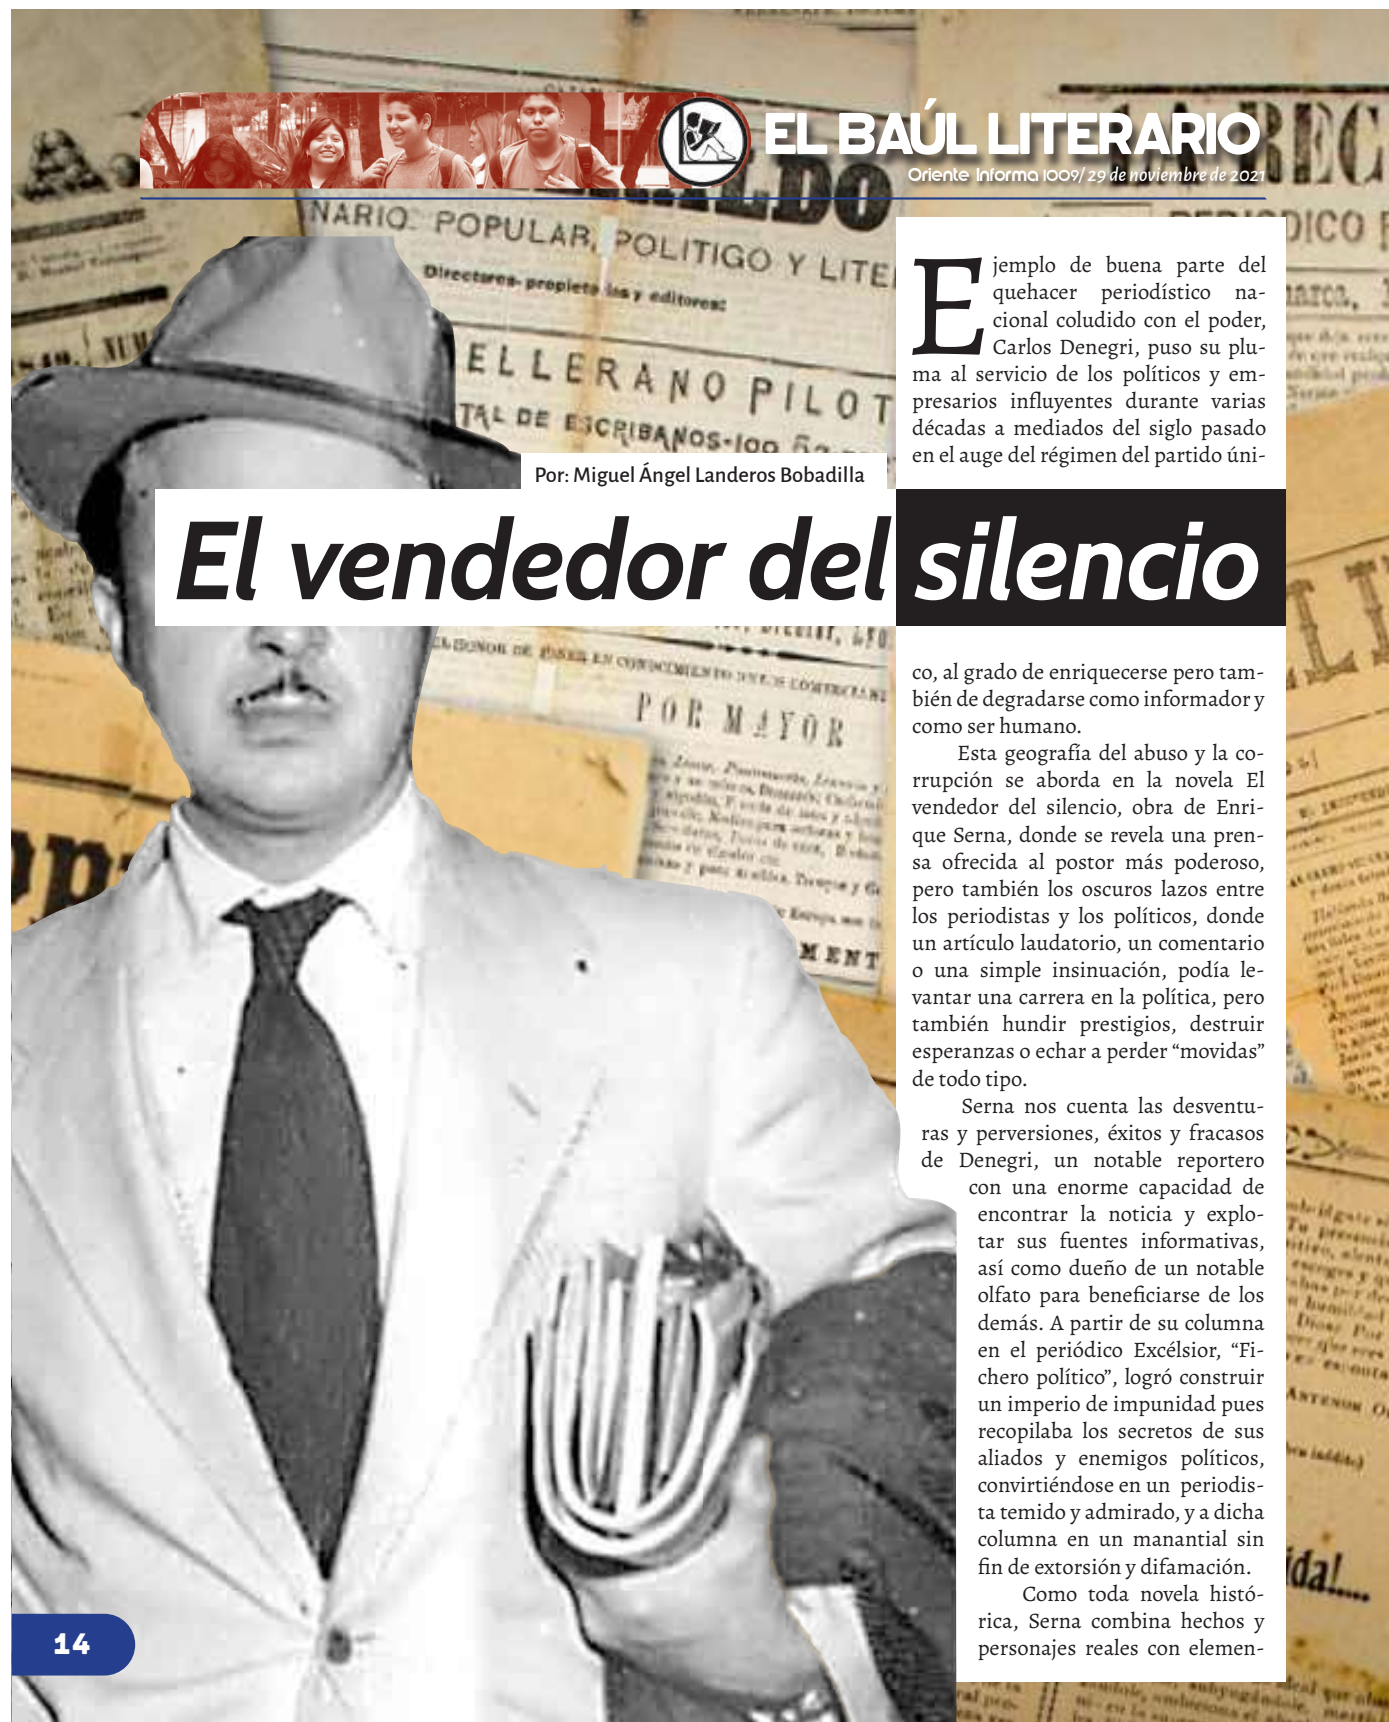 EL BAÚL LITERARIO
Oriente Informa 1009/ 29 de noviembre de 2021
NARIO. POPULAR, POLITIGO Y LITE
Directores-propieta ios y editores:
ELLERANO PILOT
TAL DE ESCRIBANOS-100
POR MAYOR
MENT
Por: Miguel Ángel Landeros Bobadilla
El vendedor del silencio
Ejemplo de buena parte del
quehacer periodístico na-
cional coludido con el poder,
Carlos Denegri, puso su plu-
ma al servicio de los políticos y em-
presarios influyentes durante varias
décadas a mediados del siglo pasado
en el auge del régimen del partido úni-
co, al grado de enriquecerse pero tam-
bién de degradarse como informador y
como ser humano.
Esta geografía del abuso y la co-
rrupción se aborda en la novela El
vendedor del silencio, obra de Enri-
que Serna, donde se revela una pren-
sa ofrecida al postor más poderoso,
pero también los oscuros lazos entre
los periodistas y los políticos, donde
un artículo laudatorio, un comentario
o una simple insinuación, podía le-
vantar una carrera en la política, pero
también hundir prestigios, destruir
esperanzas o echar a perder “movidas”
de todo tipo.
Serna nos cuenta las desventu-
ras y perversiones, éxitos y fracasos
de Denegri, un notable reportero
con una enorme capacidad de
encontrar la noticia y explo-
tar sus fuentes informativas,
así como dueño de un notable
olfato para beneficiarse de los
demás. A partir de su columna
en el periódico Excélsior, “Fi-
chero político”, logró construir
un imperio de impunidad pues
recopilaba los secretos de sus
aliados y enemigos políticos,
convirtiéndose en un periodis-
ta temido y admirado, y a dicha
columna en un manantial sin
fin de extorsión y difamación.
Como toda novela histó-
rica, Serna combina hechos y
personajes reales con elemen-
14